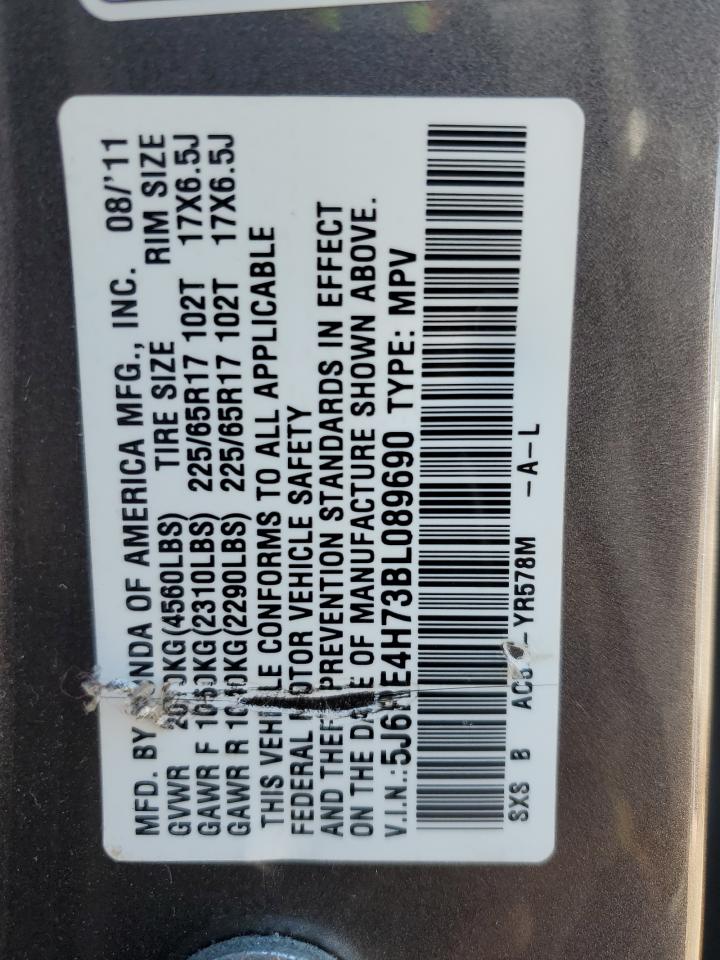 MFD. BY HONDA OF AMERICA MFG., INC. 08/'11
GVWR (4560LBS) TIRE SIZE RIM SIZE
GAWR F KG(2310LBS) 225/65R17 102T 17X6.5J
GAWR R KG(2290LBS) 225/65R17 102T 17X6.5J
THIS VEHICLE CONFORMS TO ALL APPLICABLE
FEDERAL MOTOR VEHICLE SAFETY
AND THEFT PREVENTION STANDARDS IN EFFECT
ON THE DATE OF MANUFACTURE SHOWN ABOVE.
V.I.N.: TYPE: MPV
SXS B -YR578M -A-L